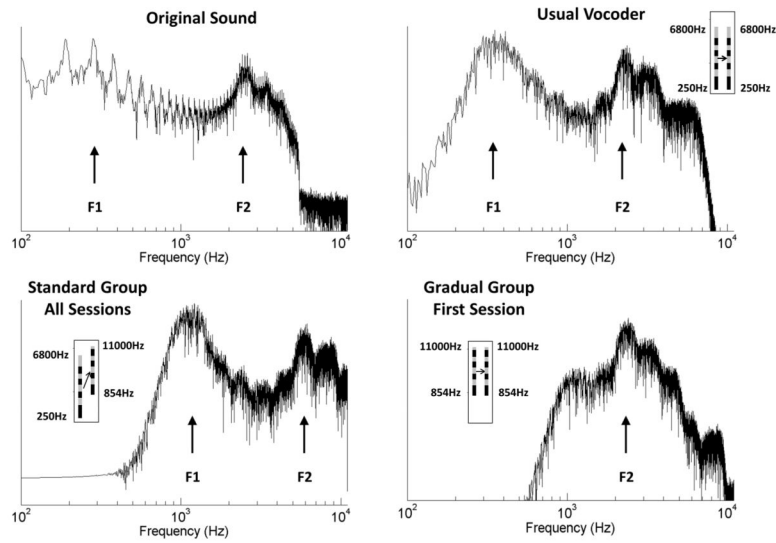 Original Sound
F1
F2
10² 10³ 10⁴
Frequency (Hz)
Usual Vocoder
6800Hz 6800Hz
250Hz 250Hz
F1
F2
10² 10³ 10⁴
Frequency (Hz)
Standard Group
All Sessions
11000Hz
6800Hz
854Hz
250Hz
F1
F2
10² 10³ 10⁴
Frequency (Hz)
Gradual Group
First Session
11000Hz 11000Hz
854Hz 854Hz
F2
10² 10³ 10⁴
Frequency (Hz)